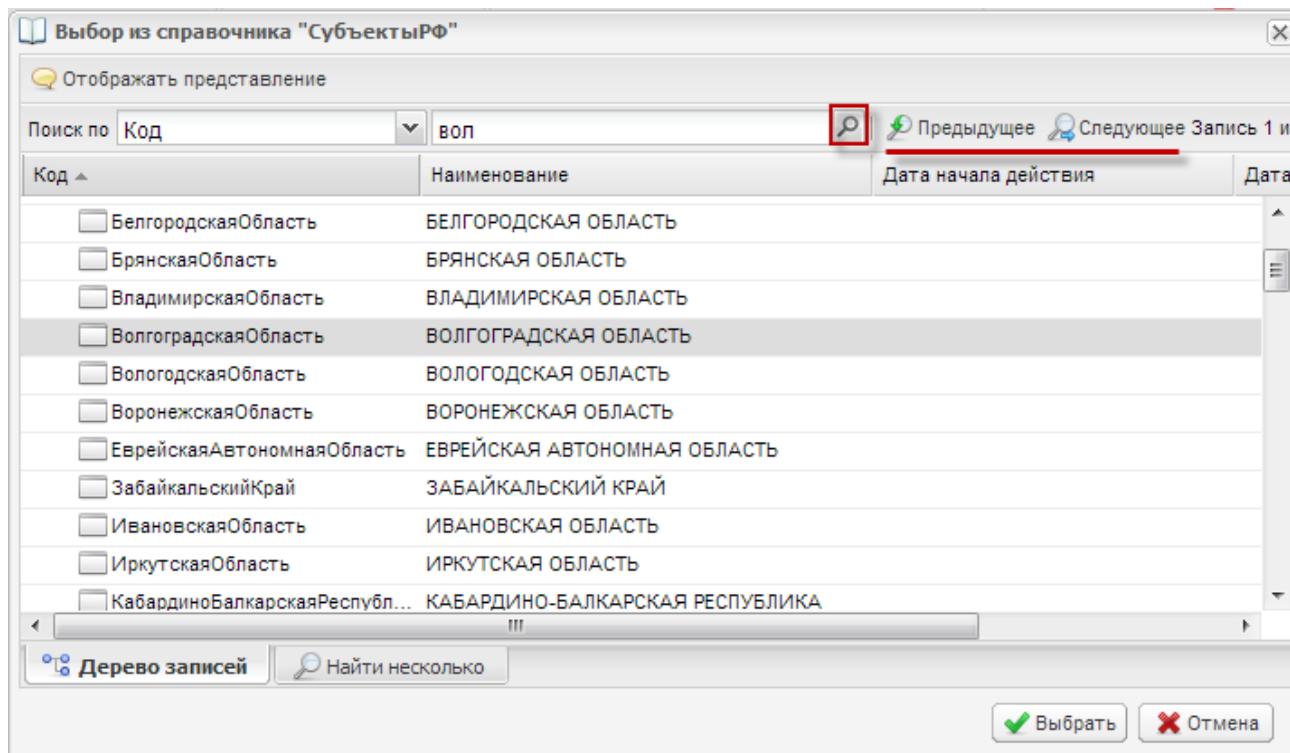 Выбор из справочника "СубъектыРФ"
Отображать представление
Поиск по Код вол Предыдущее Следующее Запись 1 и
Код Наименование Дата начала действия Дата
БелгородскаяОбласть БЕЛГОРОДСКАЯ ОБЛАСТЬ
БрянскаяОбласть БРЯНСКАЯ ОБЛАСТЬ
ВладимирскаяОбласть ВЛАДИМИРСКАЯ ОБЛАСТЬ
ВолгоградскаяОбласть ВОЛГОГРАДСКАЯ ОБЛАСТЬ
ВологодскаяОбласть ВОЛОГОДСКАЯ ОБЛАСТЬ
ВоронежскаяОбласть ВОРОНЕЖСКАЯ ОБЛАСТЬ
ЕврейскаяАвтономнаяОбласть ЕВРЕЙСКАЯ АВТОНОМНАЯ ОБЛАСТЬ
ЗабайкальскийКрай ЗАБАЙКАЛЬСКИЙ КРАЙ
ИвановскаяОбласть ИВАНОВСКАЯ ОБЛАСТЬ
ИркутскаяОбласть ИРКУТСКАЯ ОБЛАСТЬ
КабардиноБалкарскаяРеспубл... КАБАРДИНО-БАЛКАРСКАЯ РЕСПУБЛИКА
Дерево записей Найти несколько
Выбрать Отмена